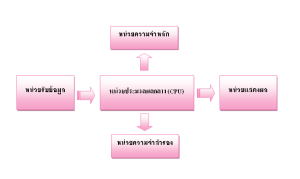 หน่วยความจำหลัก
หน่วยรับข้อมูล
หน่วยประมวลผลกลาง (CPU)
หน่วยแสดงผล
หน่วยความจำสำรอง